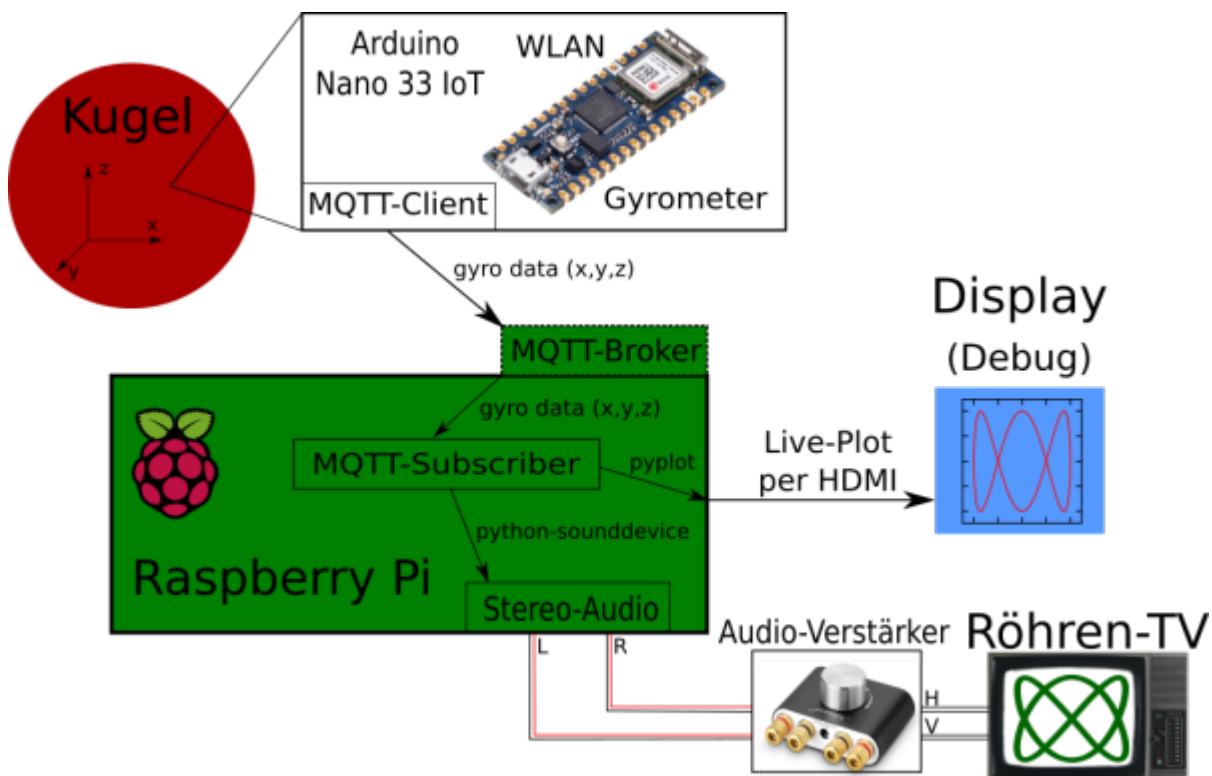 Kugel
z
x
y
Arduino
Nano 33 IoT
WLAN
MQTT-Client
Gyrometer
gyro data (x,y,z)
MQTT-Broker
gyro data (x,y,z)
MQTT-Subscriber
pyplot
python-sounddevice
Raspberry Pi
Stereo-Audio
Display
(Debug)
Live-Plot
per HDMI
L
R
Audio-Verstärker
Röhren-TV
H
V